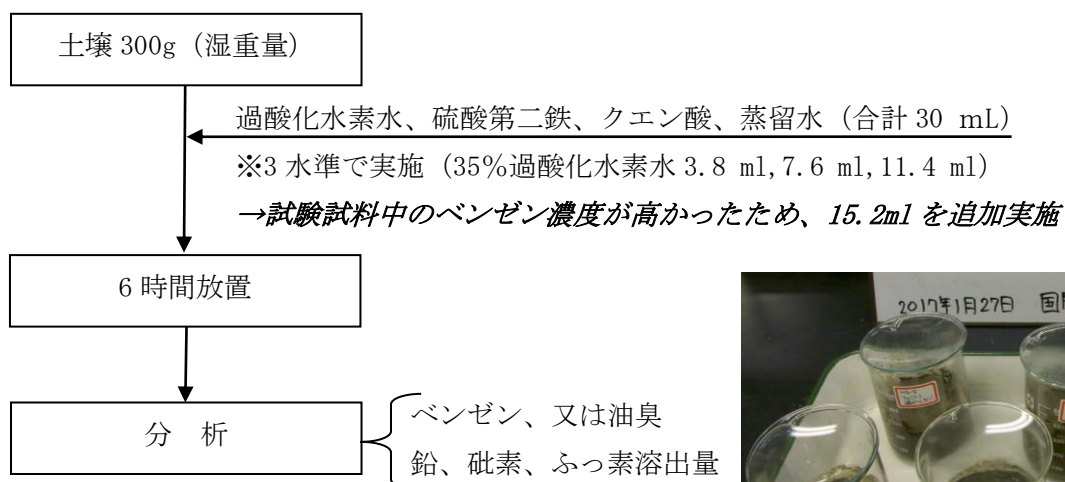 土壌 300g（湿重量）
過酸化水素水、硫酸第二鉄、クエン酸、蒸留水（合計 30 mL）
※3 水準で実施（35％過酸化水素水 3.8 ml,7.6 ml,11.4 ml）
→試験試料中のベンゼン濃度が高かったため、15.2ml を追加実施
6 時間放置
2017年1月27日
分 析
ベンゼン、又は油臭
鉛、砒素、ふっ素溶出量